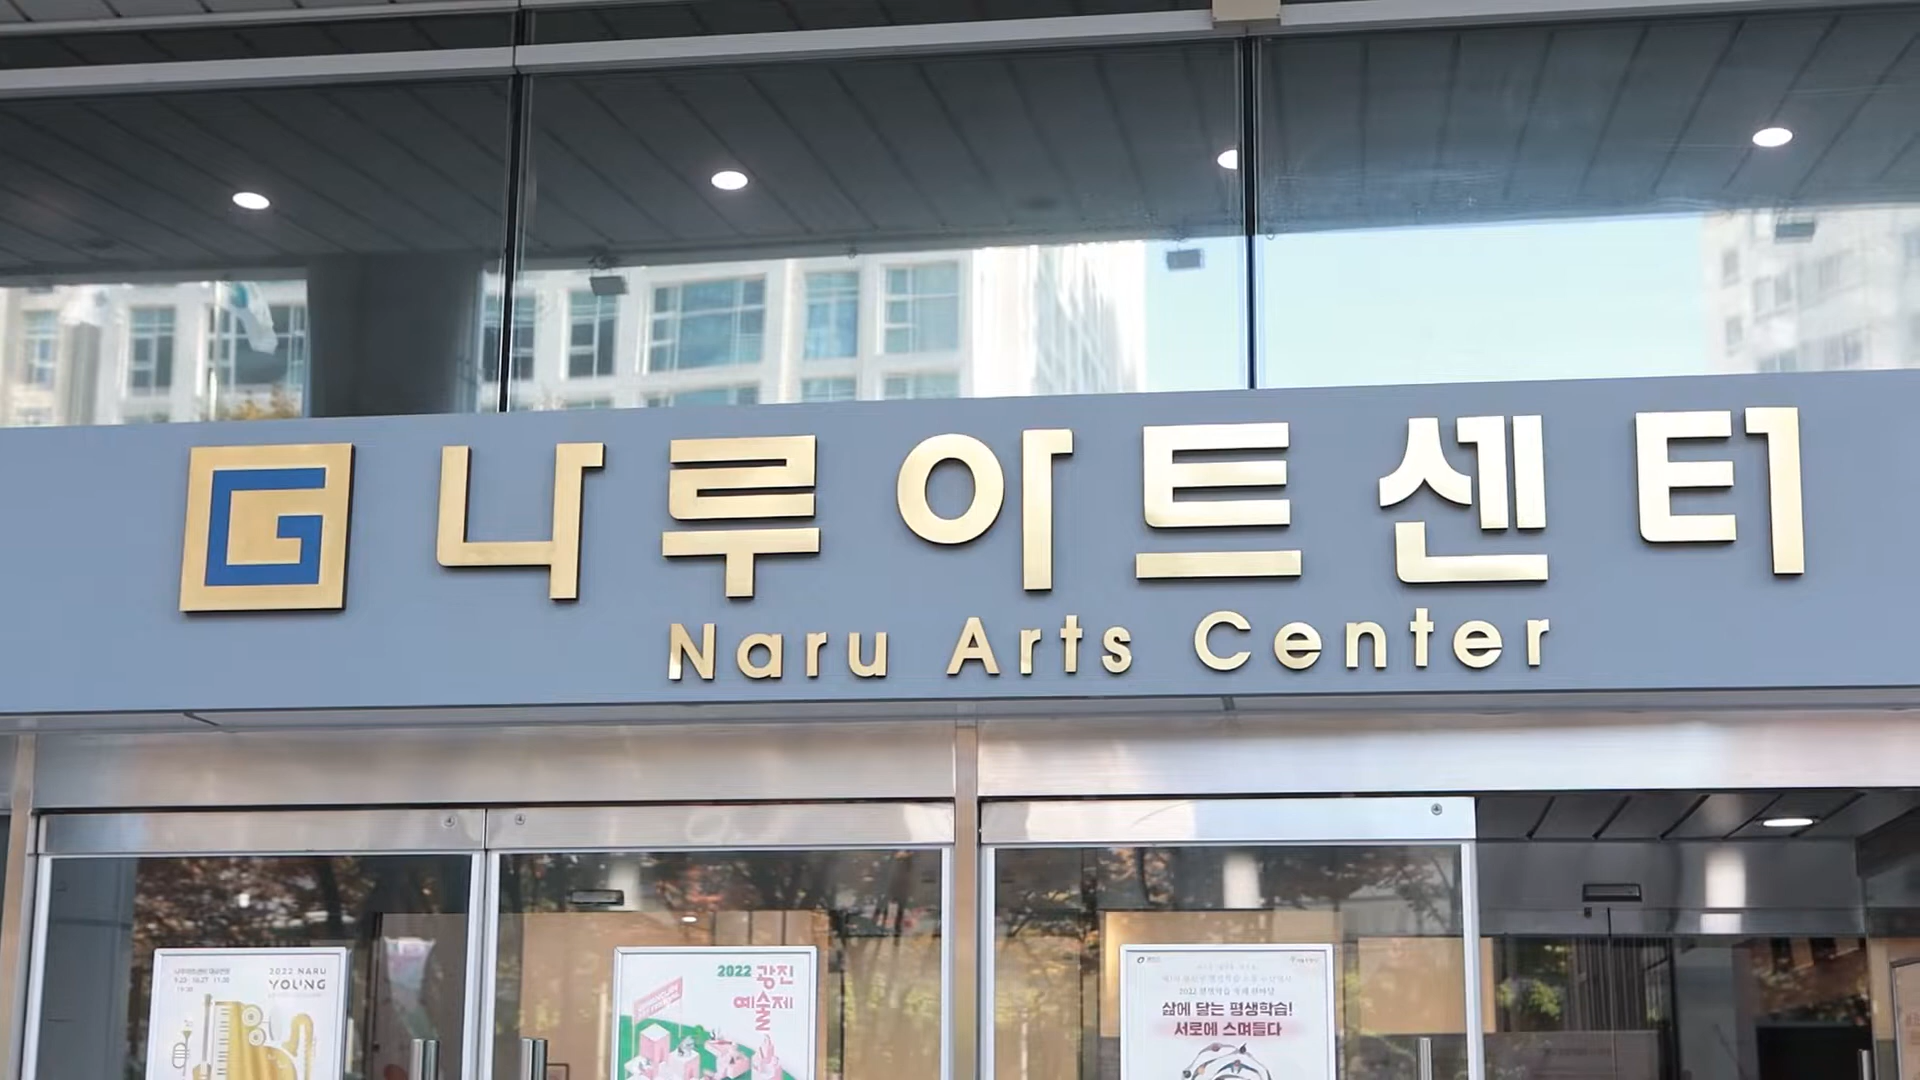 G 나루아트센터
Naru Arts Center
2022 NARU
YOUNG
2022 광진
예술제
삶에 닿는 평생학습!
서로에 스며들다